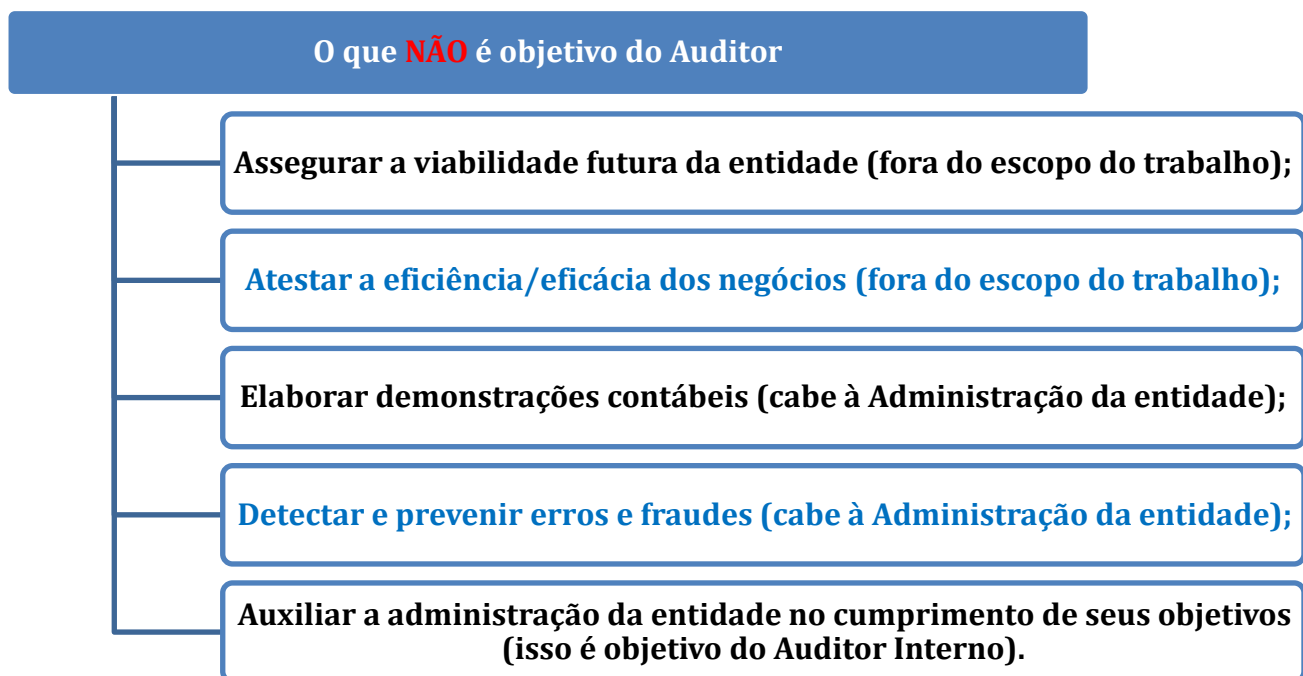 O que NÃO é objetivo do Auditor
Assegurar a viabilidade futura da entidade (fora do escopo do trabalho);
Atestar a eficiência/eficácia dos negócios (fora do escopo do trabalho);
Elaborar demonstrações contábeis (cabe à Administração da entidade);
Detectar e prevenir erros e fraudes (cabe à Administração da entidade);
Auxiliar a administração da entidade no cumprimento de seus objetivos
(isso é objetivo do Auditor Interno).